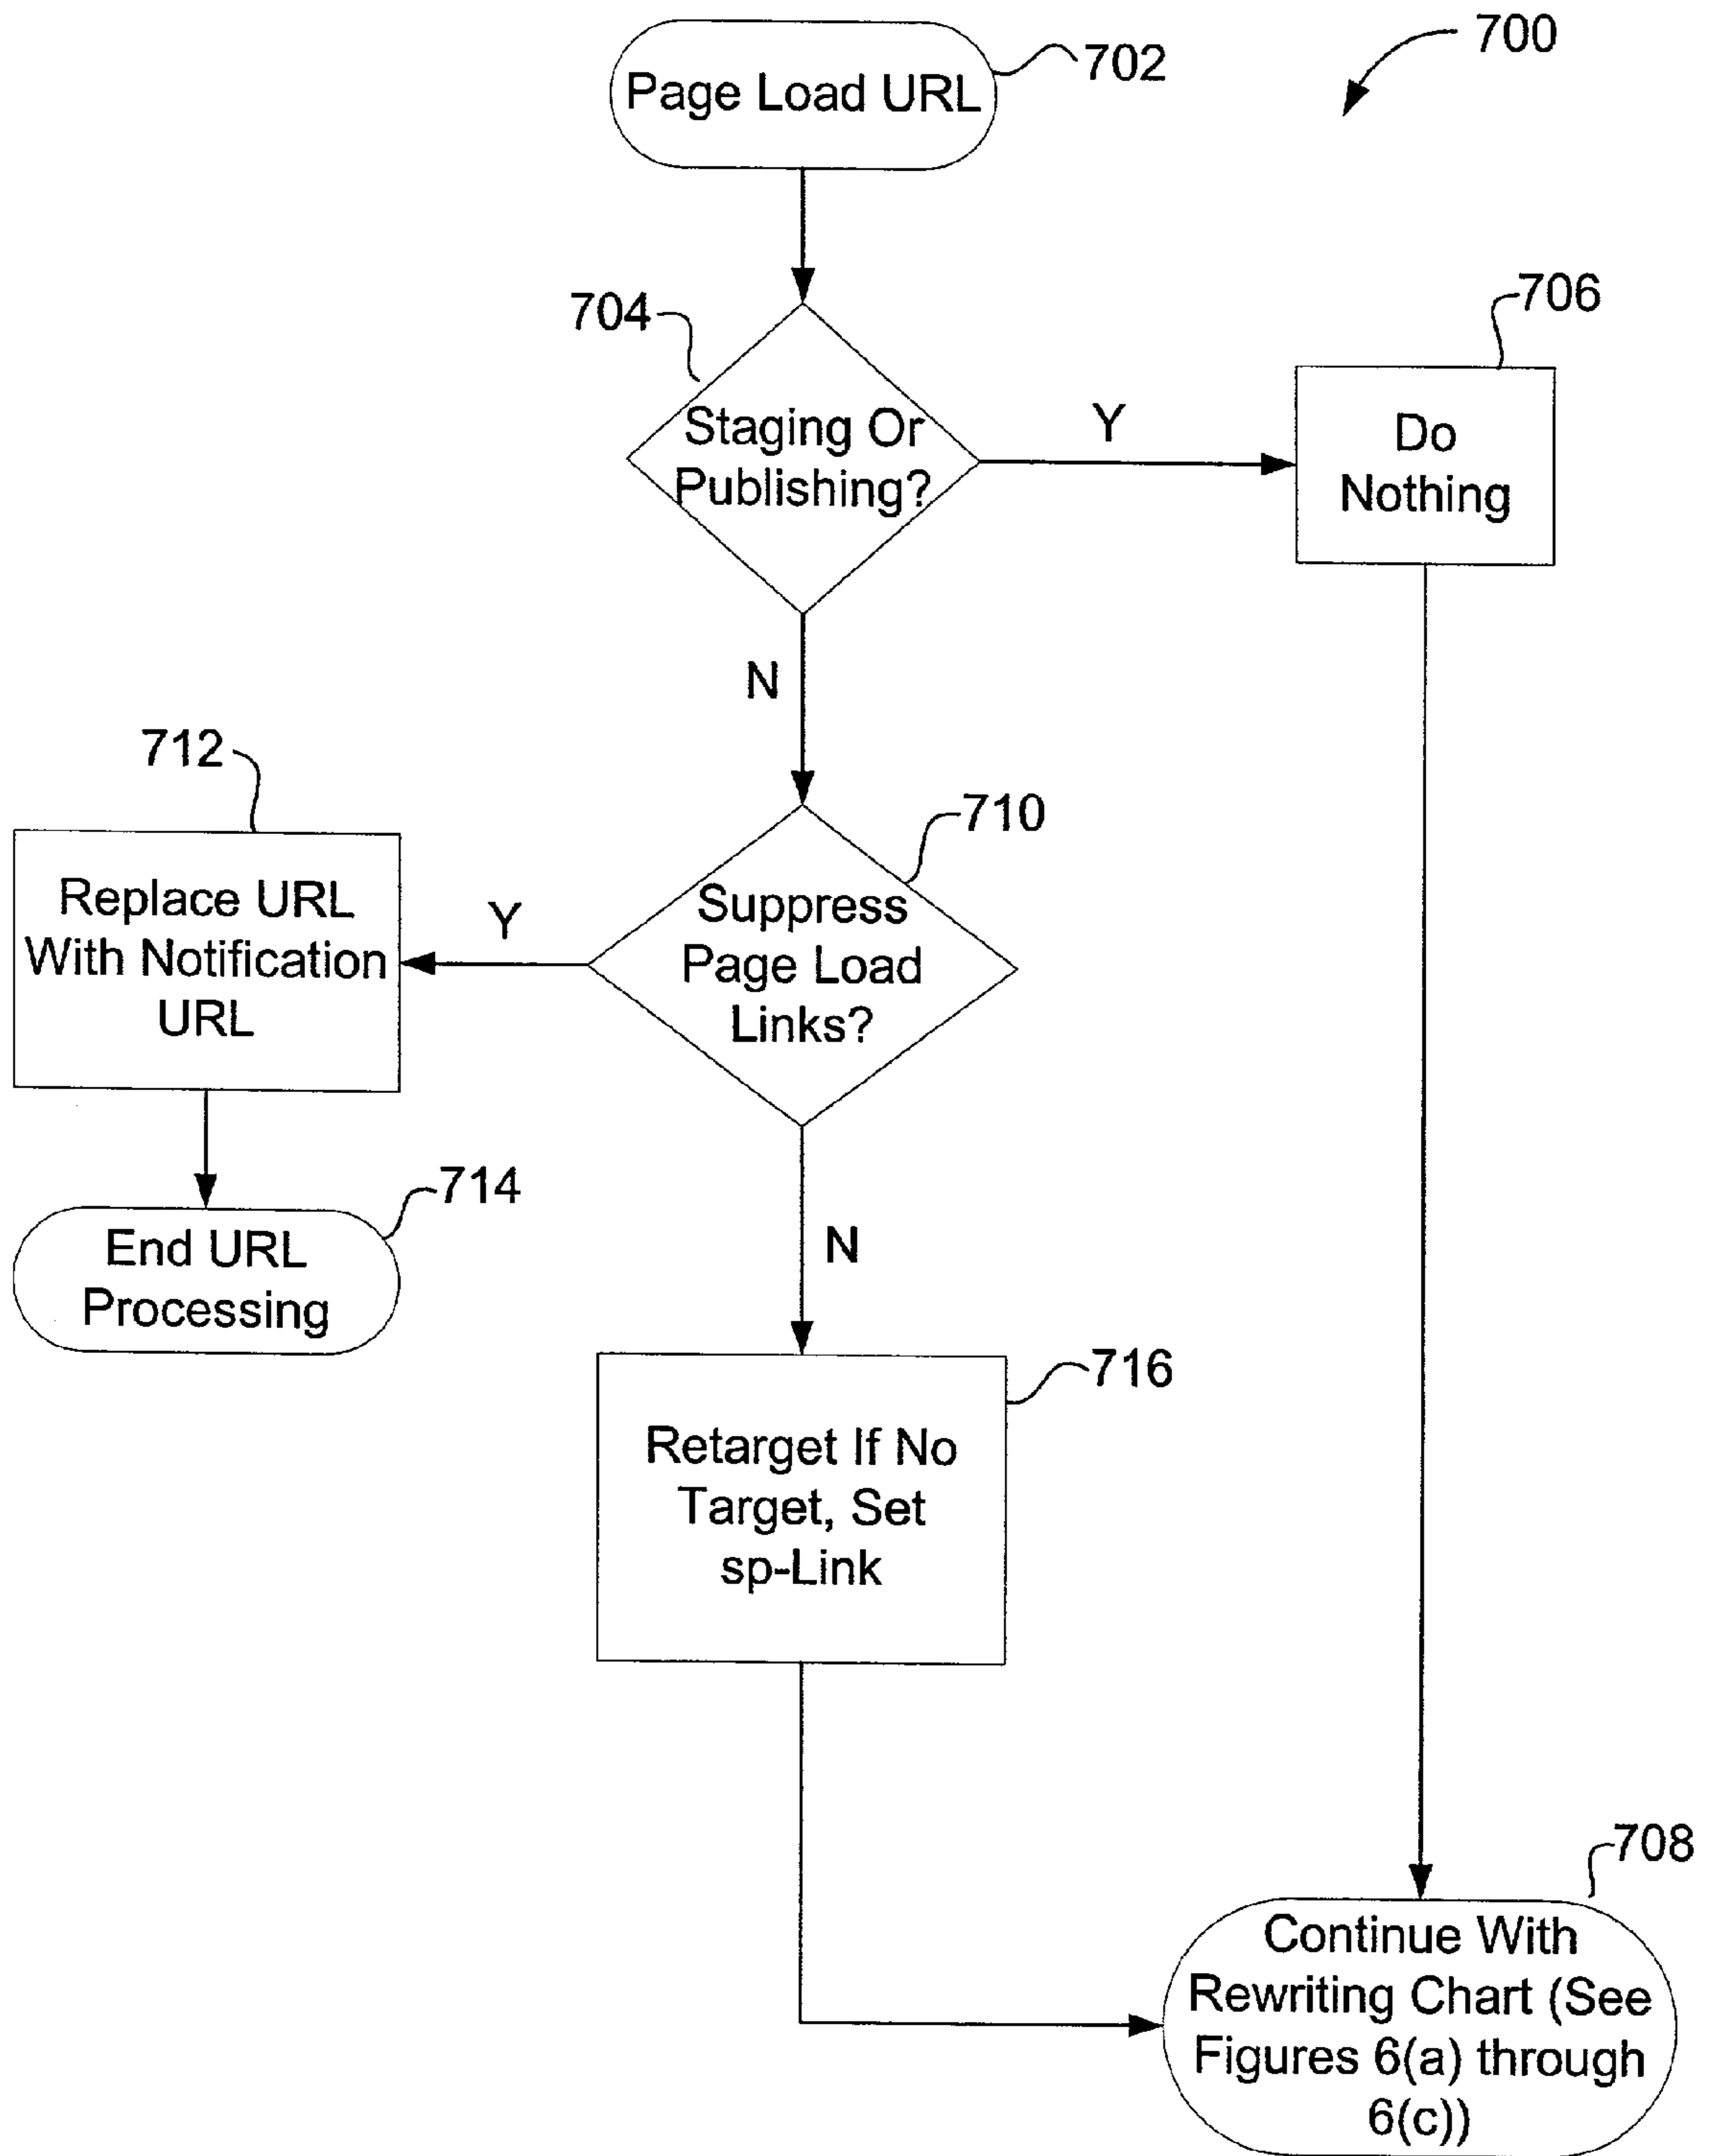 700
702
Page Load URL
704
Staging Or
Publishing?
Y
706
Do
Nothing
N
712
710
Replace URL
With Notification
URL
Y
Suppress
Page Load
Links?
714
End URL
Processing
N
716
Retarget If No
Target, Set
sp-Link
708
Continue With
Rewriting Chart (See
Figures 6(a) through
6(c))